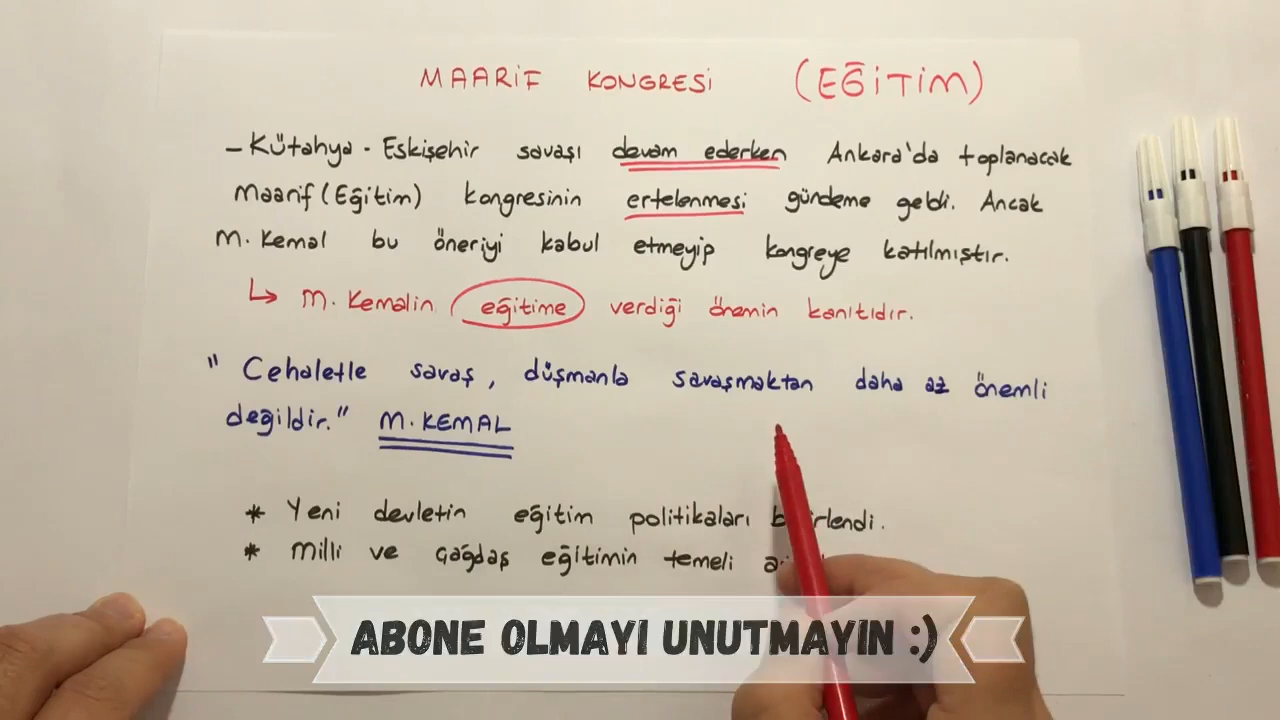 MAARİF KONGRESİ (EĞİTİM)
- Kütahya - Eskişehir savaşı devam ederken Ankara'da toplanacak
Maarif (Eğitim) kongresinin ertelenmesi gündeme geldi. Ancak
M. Kemal bu öneriyi kabul etmeyip kongreye katılmıştır.
↳ M. Kemalin eğitime verdiği önemin kanıtıdır.
" Cehaletle savaş, düşmanla savaşmaktan daha az önemli
değildir." M. KEMAL
* Yeni devletin eğitim politikaları
* Milli ve çağdaş eğitimin temeli
ABONE OLMAYI UNUTMAYIN :)